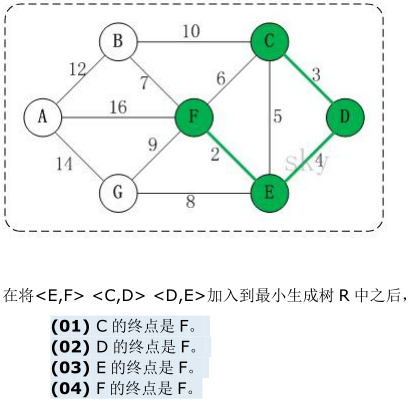 B
10
C
12
7
6
3
A
16
F
5
D
14
9
2
sky
4
G
8
E
在将<E,F> <C,D> <D,E>加入到最小生成树 R 中之后，
(01) C 的终点是 F。
(02) D 的终点是 F。
(03) E 的终点是 F。
(04) F 的终点是 F。